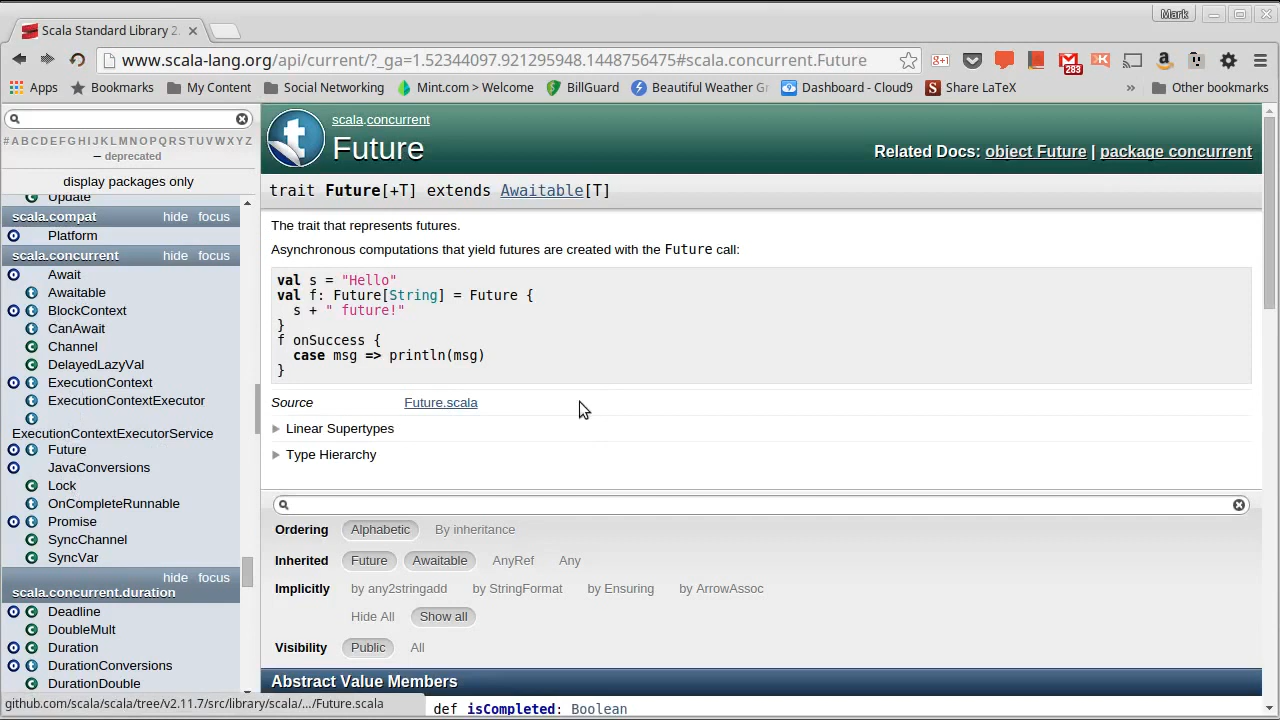 Mark
Scala Standard Library 2.
www.scala-lang.org/api/current/?_ga=1.52344097.921295948.1448756475#scala.concurrent.Future
283
Apps
Bookmarks
My Content
Social Networking
Mint.com > Welcome
BillGuard
Beautiful Weather Gr
Dashboard - Cloud9
Share LaTeX
»
Other bookmarks
#ABCDEFGHIJKLMNOPQRSTUVWXYZ
– deprecated
display packages only
Update
scala.compat hide focus
Platform
scala.concurrent hide focus
Await
Awaitable
BlockContext
CanAwait
Channel
DelayedLazyVal
ExecutionContext
ExecutionContextExecutor
ExecutionContextExecutorService
Future
JavaConversions
Lock
OnCompleteRunnable
Promise
SyncChannel
SyncVar
hide focus
scala.concurrent.duration
Deadline
DoubleMult
Duration
DurationConversions
DurationDouble
github.com/scala/scala/tree/v2.11.7/src/library/scala/.../Future.scala
scala.concurrent
Future
Related Docs: object Future | package concurrent
trait Future[+T] extends Awaitable[T]
The trait that represents futures.
Asynchronous computations that yield futures are created with the Future call:
val s = "Hello"
val f: Future[String] = Future {
s + " future!"
}
f onSuccess {
case msg => println(msg)
}
Source Future.scala
Linear Supertypes
Type Hierarchy
Ordering Alphabetic By inheritance
Inherited Future Awaitable AnyRef Any
Implicitly by any2stringadd by StringFormat by Ensuring by ArrowAssoc
Hide All Show all
Visibility Public All
Abstract Value Members
def isCompleted: Boolean